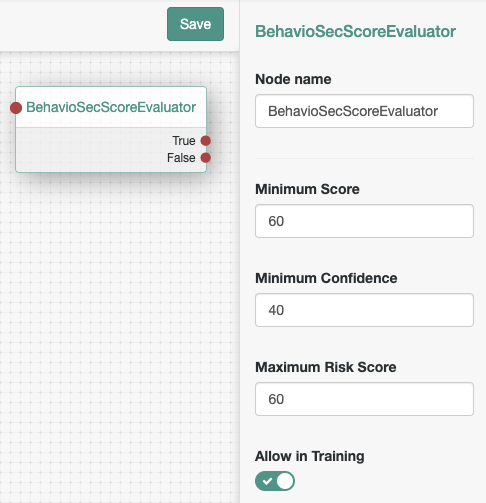 Save
BehavioSecScoreEvaluator
True
False
BehavioSecScoreEvaluator
Node name
BehavioSecScoreEvaluator
Minimum Score
60
Minimum Confidence
40
Maximum Risk Score
60
Allow in Training